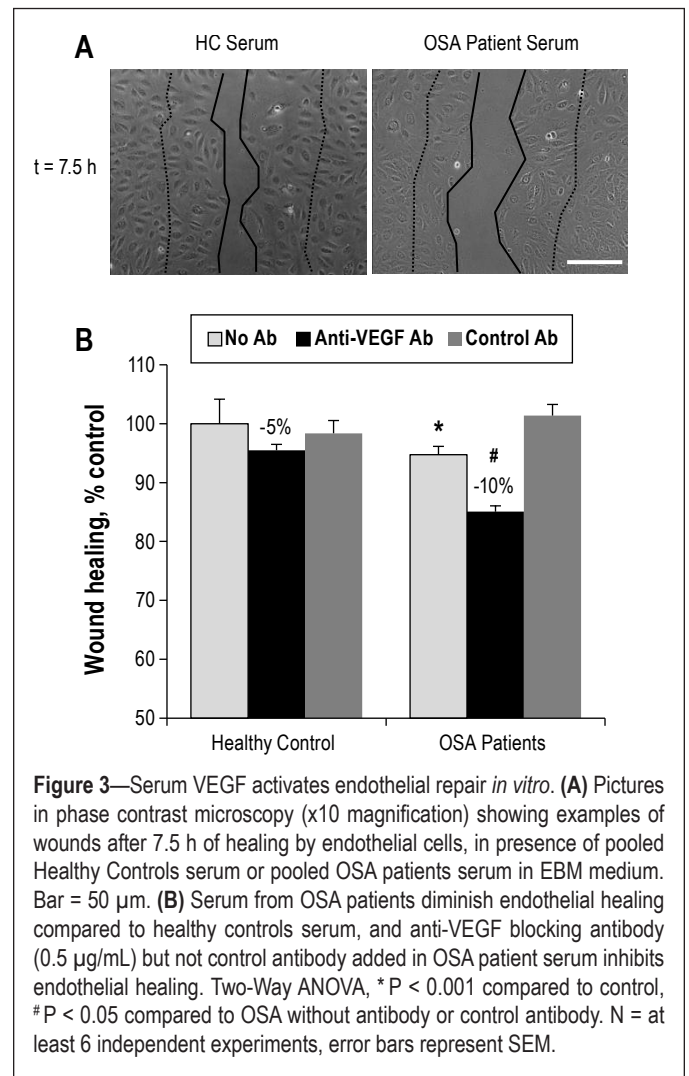 A
HC Serum
OSA Patient Serum
t = 7.5 h
B
No Ab Anti-VEGF Ab Control Ab
110
100
90
80
70
60
50
Wound healing, % control
-5%
*
#
-10%
Healthy Control
OSA Patients
Figure 3—Serum VEGF activates endothelial repair in vitro. (A) Pictures
in phase contrast microscopy (x10 magnification) showing examples of
wounds after 7.5 h of healing by endothelial cells, in presence of pooled
Healthy Controls serum or pooled OSA patients serum in EBM medium.
Bar = 50 µm. (B) Serum from OSA patients diminish endothelial healing
compared to healthy controls serum, and anti-VEGF blocking antibody
(0.5 µg/mL) but not control antibody added in OSA patient serum inhibits
endothelial healing. Two-Way ANOVA, * P < 0.001 compared to control,
# P < 0.05 compared to OSA without antibody or control antibody. N = at
least 6 independent experiments, error bars represent SEM.